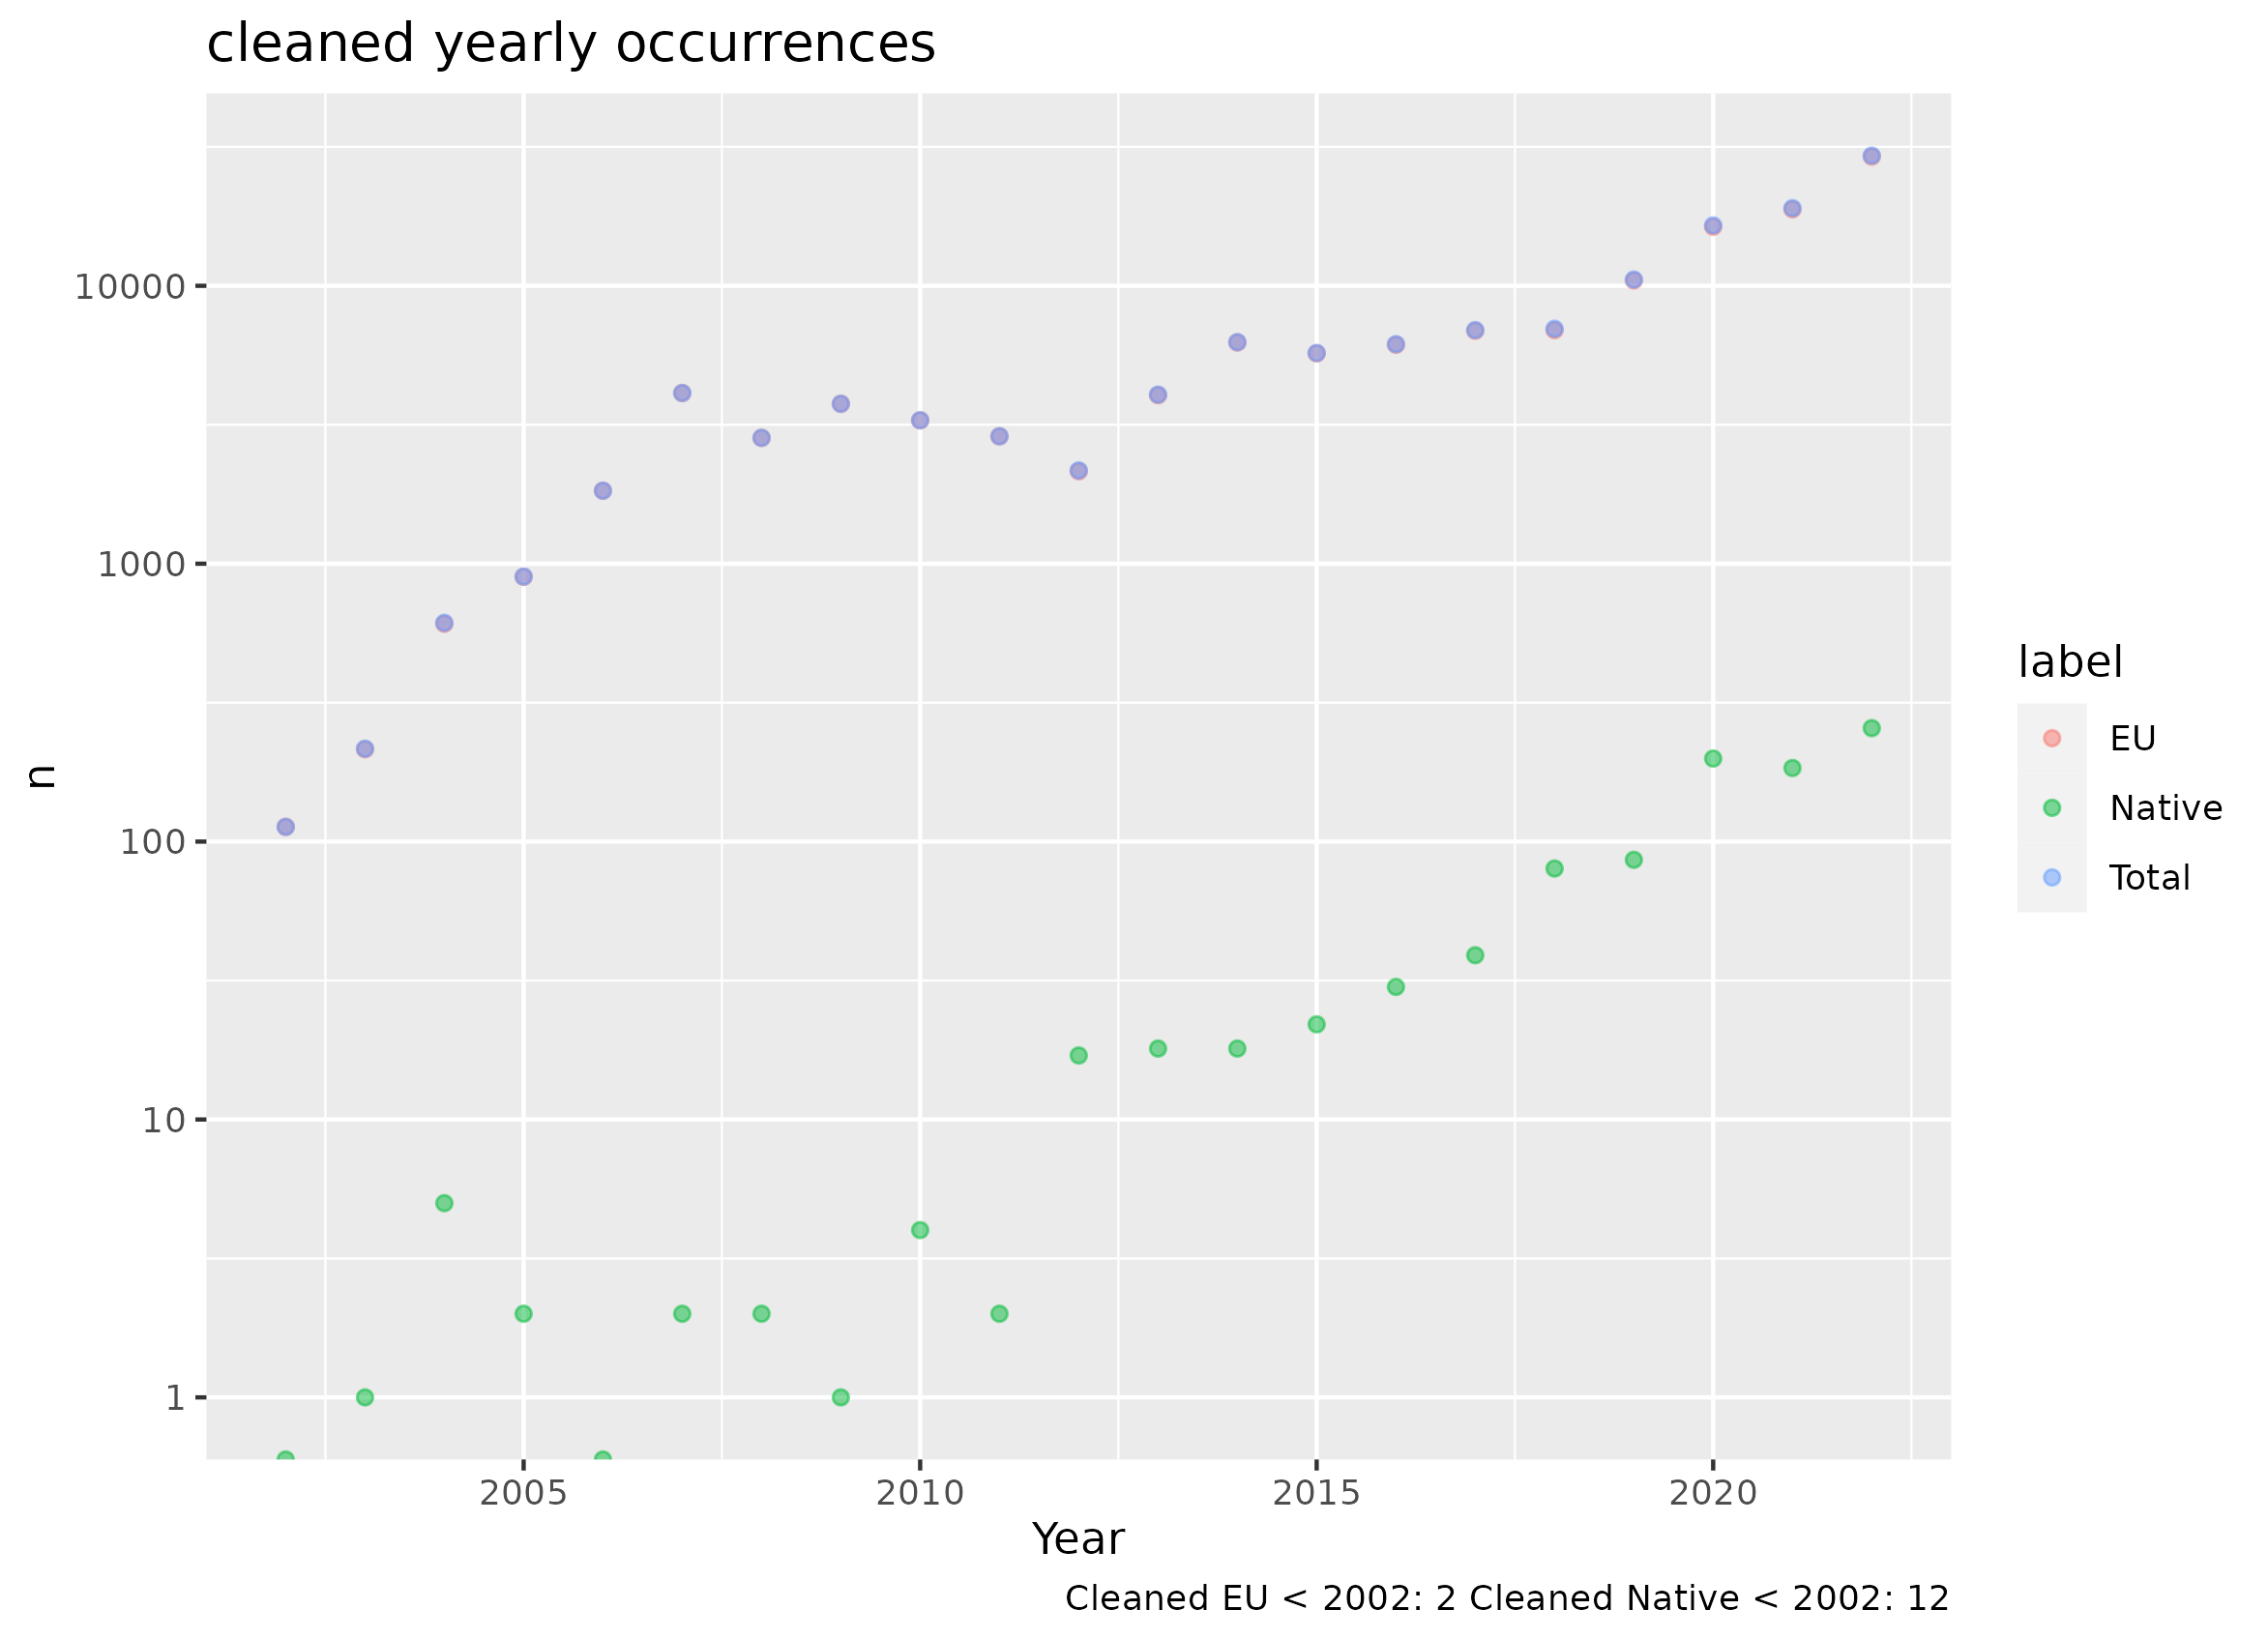 cleaned yearly occurrences
n
10000
1000
100
10
1
2005 2010 2015 2020
Year
label
EU
Native
Total
Cleaned EU < 2002: 2 Cleaned Native < 2002: 12